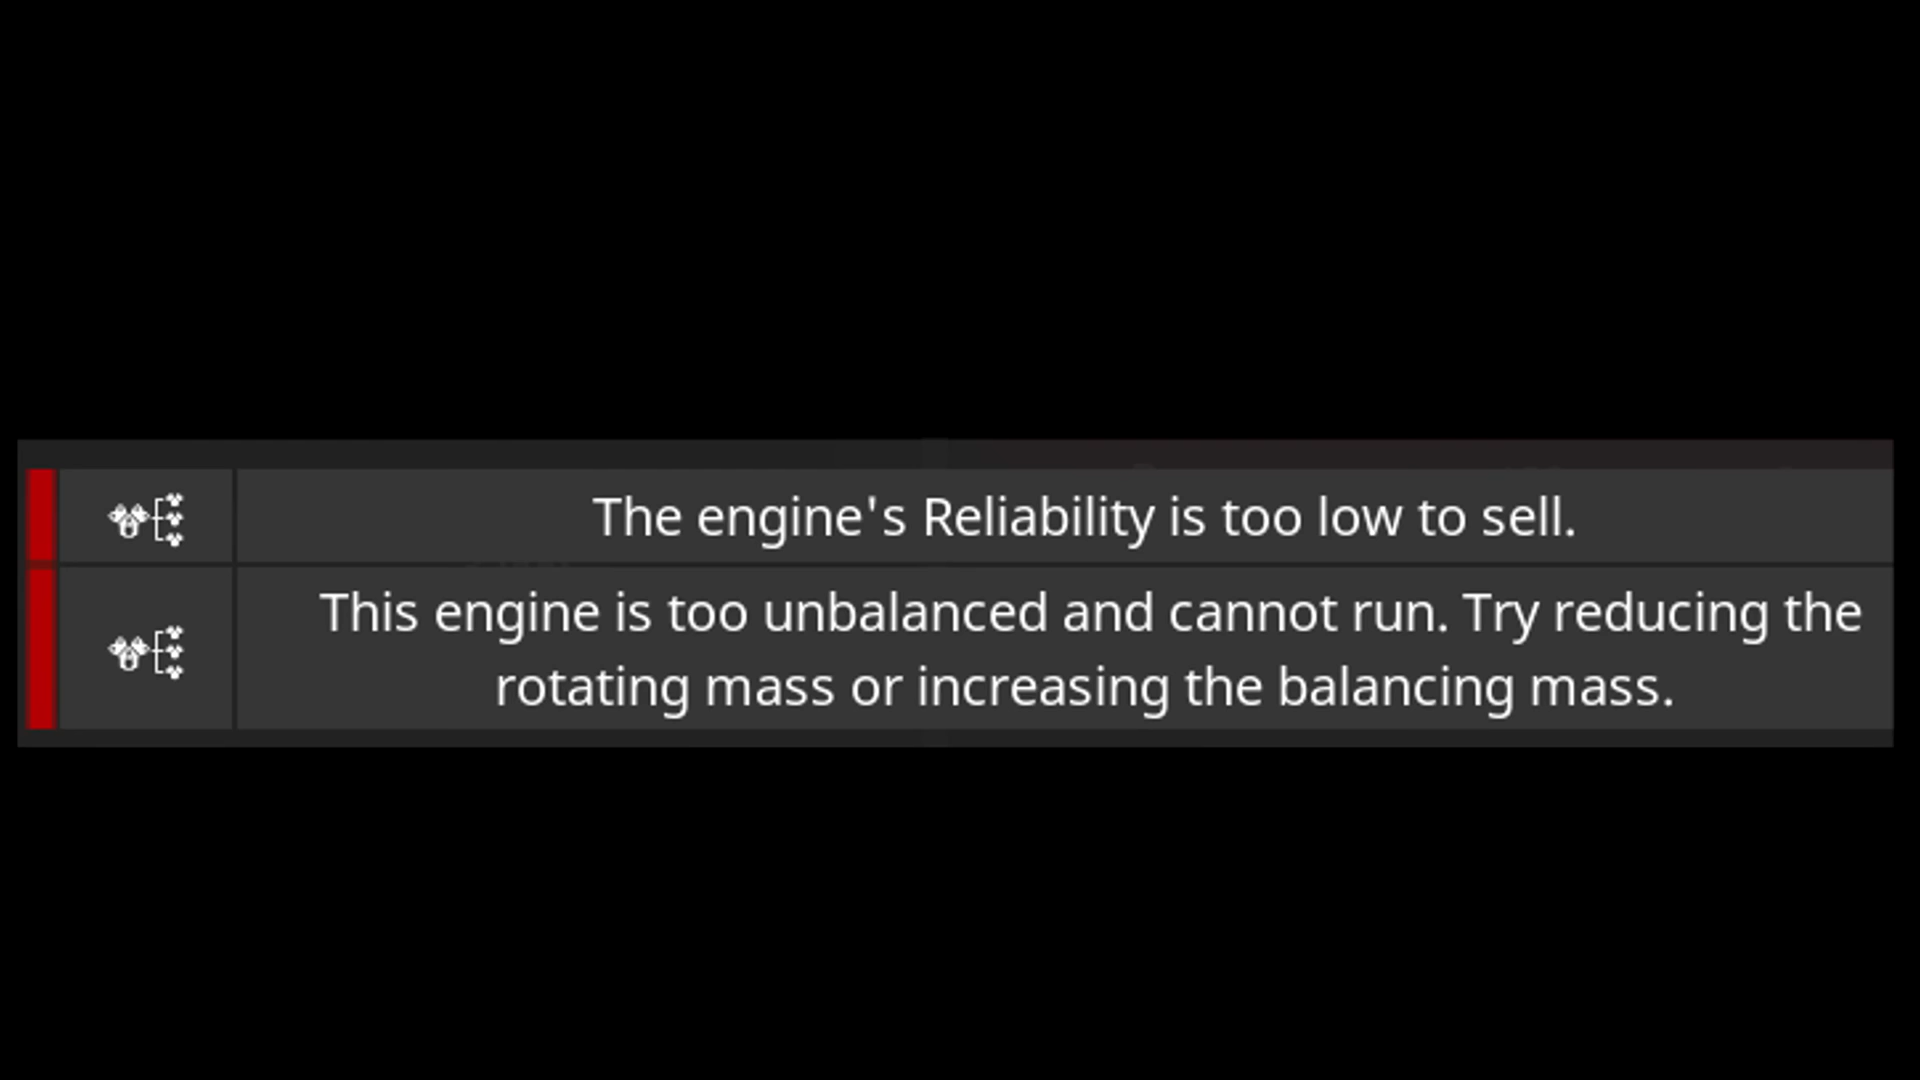 The engine's Reliability is too low to sell.
This engine is too unbalanced and cannot run. Try reducing the
rotating mass or increasing the balancing mass.